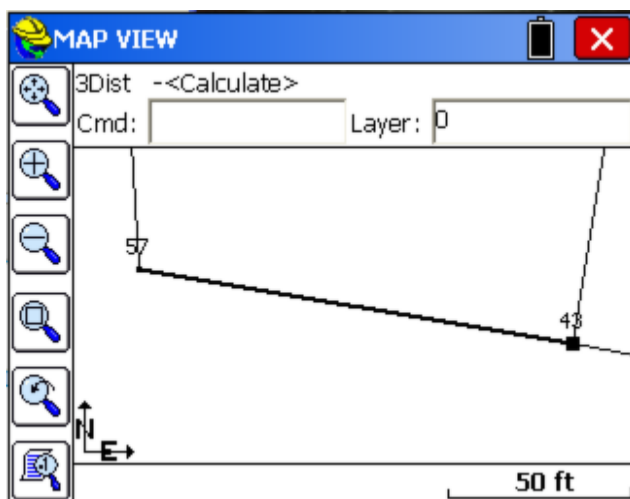 MAP VIEW
3Dist -<Calculate>
Cmd: Layer: 0
57
43
N
E
50 ft